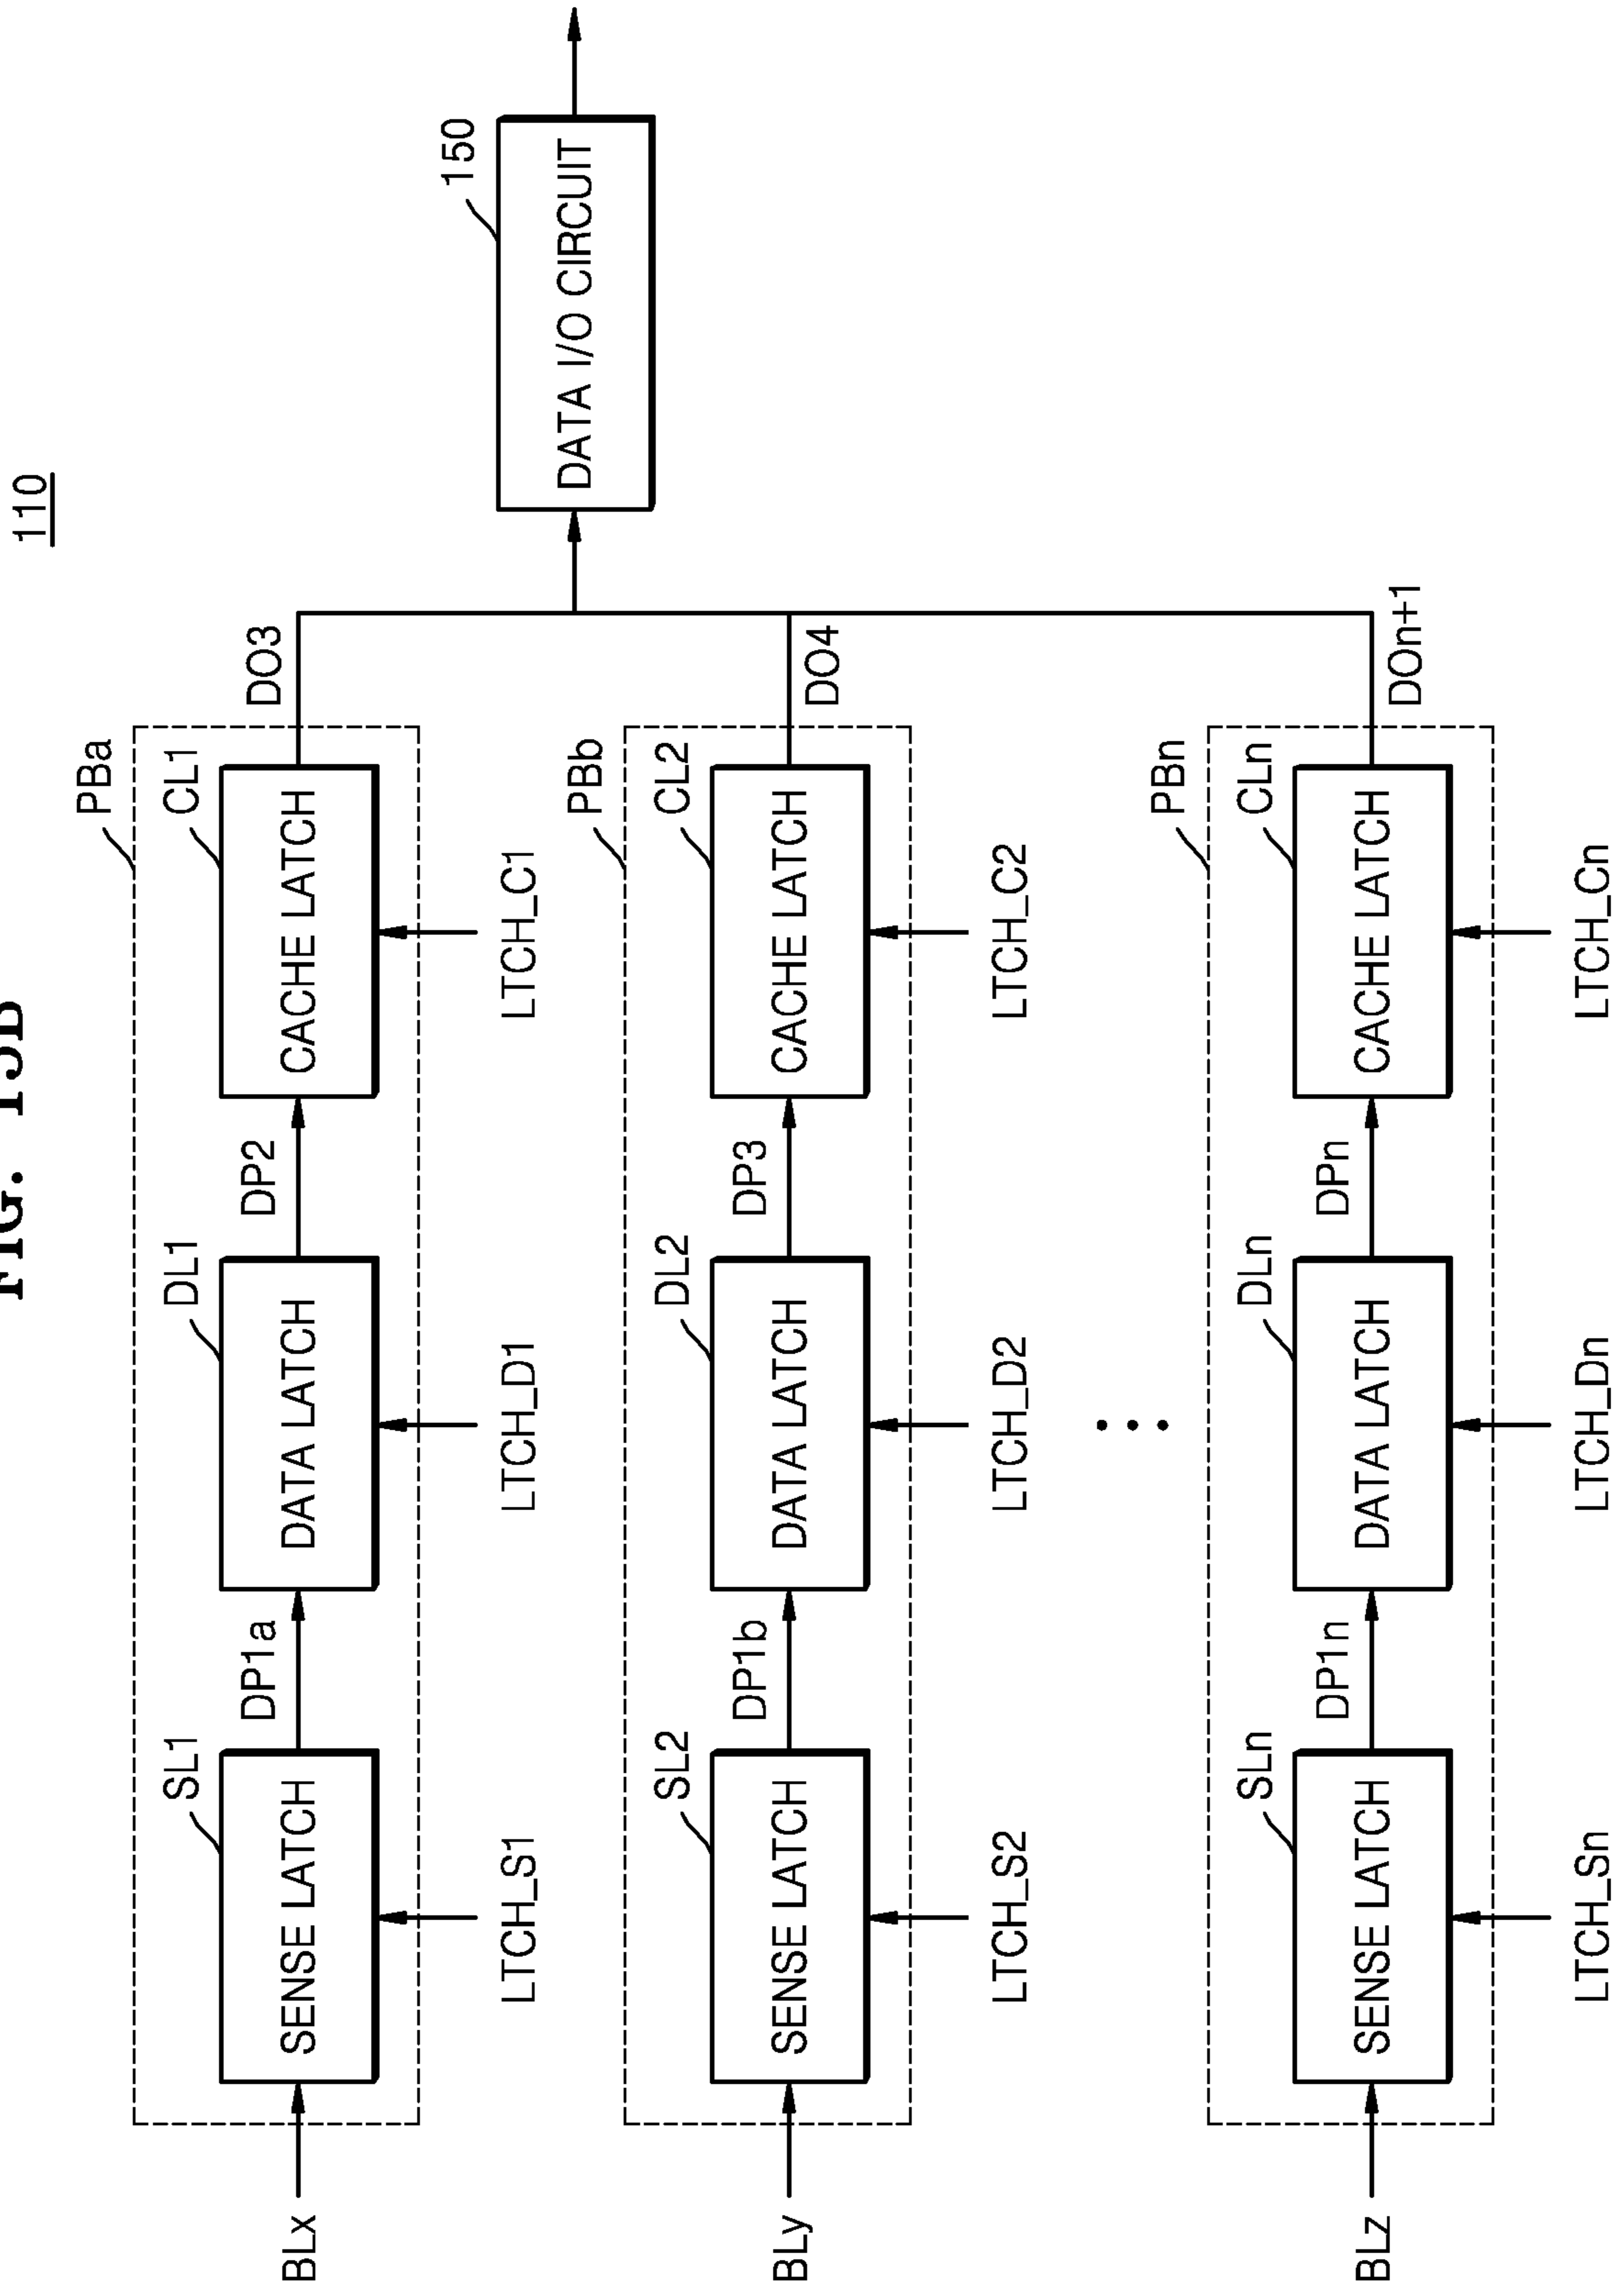 FIG.
110
PBa
SL1
DL1
CL1
BLx
SENSE LATCH
DP1a
DATA LATCH
DP2
CACHE LATCH
DO3
LTCH_S1
LTCH_D1
LTCH_C1
150
DATA I/O CIRCUIT
PBb
SL2
DL2
CL2
BLy
SENSE LATCH
DP1b
DATA LATCH
DP3
CACHE LATCH
DO4
LTCH_S2
LTCH_D2
LTCH_C2
PBn
SLn
DLn
CLn
BLz
SENSE LATCH
DP1n
DATA LATCH
DPn
CACHE LATCH
DOn+1
LTCH_Sn
LTCH_Dn
LTCH_Cn